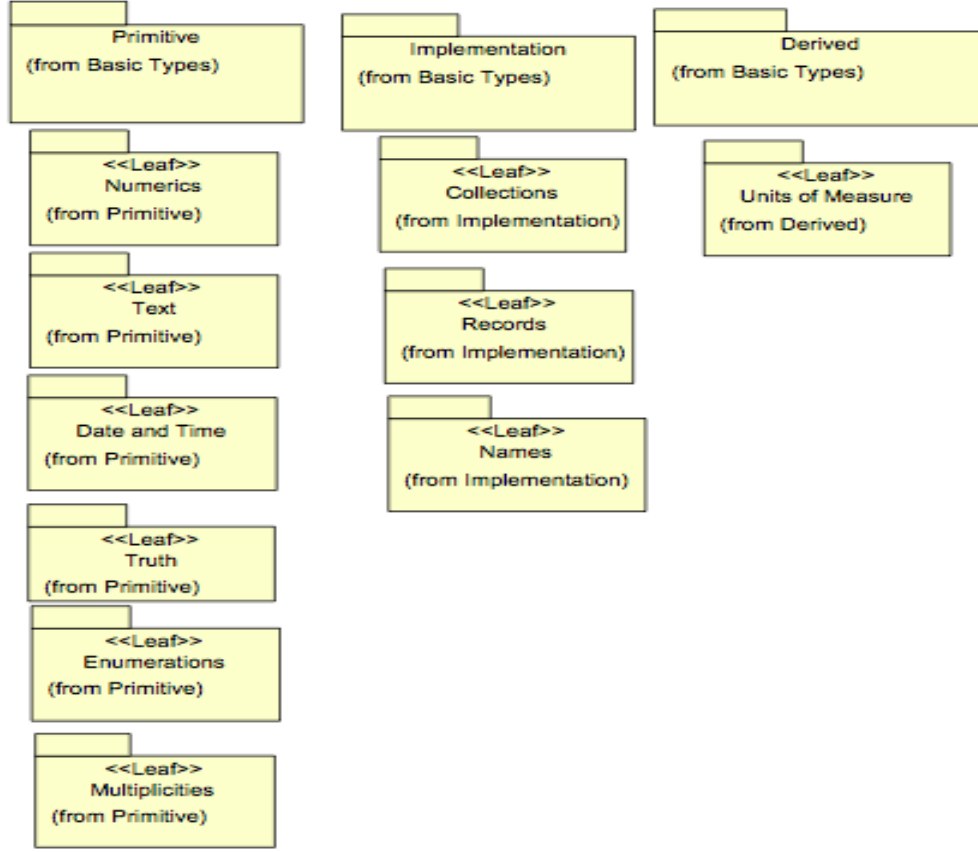 Primitive
(from Basic Types)
<<Leaf>>
Numerics
(from Primitive)
<<Leaf>>
Text
(from Primitive)
<<Leaf>>
Date and Time
(from Primitive)
<<Leaf>>
Truth
(from Primitive)
<<Leaf>>
Enumerations
(from Primitive)
<<Leaf>>
Multiplicities
(from Primitive)
Implementation
(from Basic Types)
<<Leaf>>
Collections
(from Implementation)
<<Leaf>>
Records
(from Implementation)
<<Leaf>>
Names
(from Implementation)
Derived
(from Basic Types)
<<Leaf>>
Units of Measure
(from Derived)